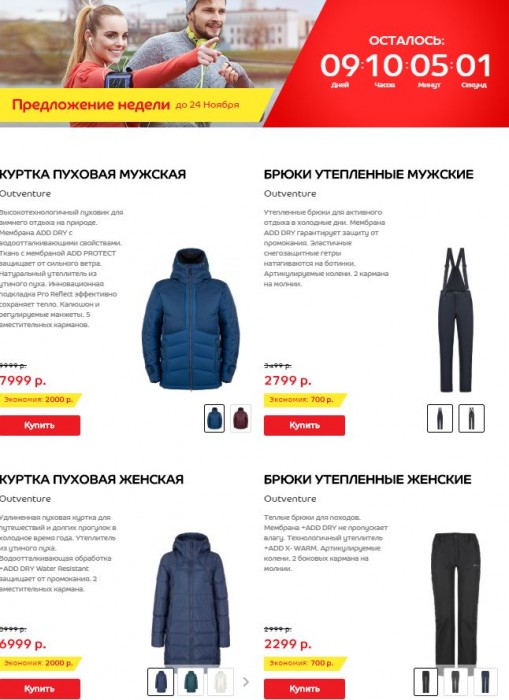 ОСТАЛОСЬ:
09:10:05:01
Дней Часов Минут Секунд
Предложение недели до 24 Ноября
КУРТКА ПУХОВАЯ МУЖСКАЯ
Outventure
Высокотехнологичный пуховик для
зимнего отдыха на природе.
Мембрана ADD DRY с
водоотталкивающими свойствами.
Ткань с мембраной ADD PROTECT
защищает от сильного ветра.
Натуральный утеплитель из
утиного пуха. Инновационная
подкладка Pro Reflect эффективно
сохраняет тепло. Капюшон и
регулируемые манжеты. 5
вместительных карманов.
9999 р.
7999 р.
Экономия: 2000 р.
Купить
БРЮКИ УТЕПЛЕННЫЕ МУЖСКИЕ
Outventure
Утепленные брюки для активного
отдыха в холодные дни. Мембрана
ADD DRY гарантирует защиту от
промокания. Эластичные
снегозащитные гетры
натягиваются на ботинки.
Артикулируемые колени. 2 кармана
на молнии.
3499 р.
2799 р.
Экономия: 700 р.
Купить
КУРТКА ПУХОВАЯ ЖЕНСКАЯ
Outventure
Удлиненная пуховая куртка для
путешествий и долгих прогулок в
холодное время года. Утеплитель
из утиного пуха.
Водоотталкивающая обработка
+ADD DRY Water Resistant
защищает от промокания. 2
вместительных кармана.
8999 р.
6999 р.
Экономия: 2000 р.
Купить
БРЮКИ УТЕПЛЕННЫЕ ЖЕНСКИЕ
Outventure
Теплые брюки для походов.
Мембрана +ADD DRY не пропускает
влагу. Технологичный утеплитель
+ADD X-WARM. Артикулируемые
колени. 2 боковых кармана на
молнии.
2999 р.
2299 р.
Экономия: 700 р.
Купить